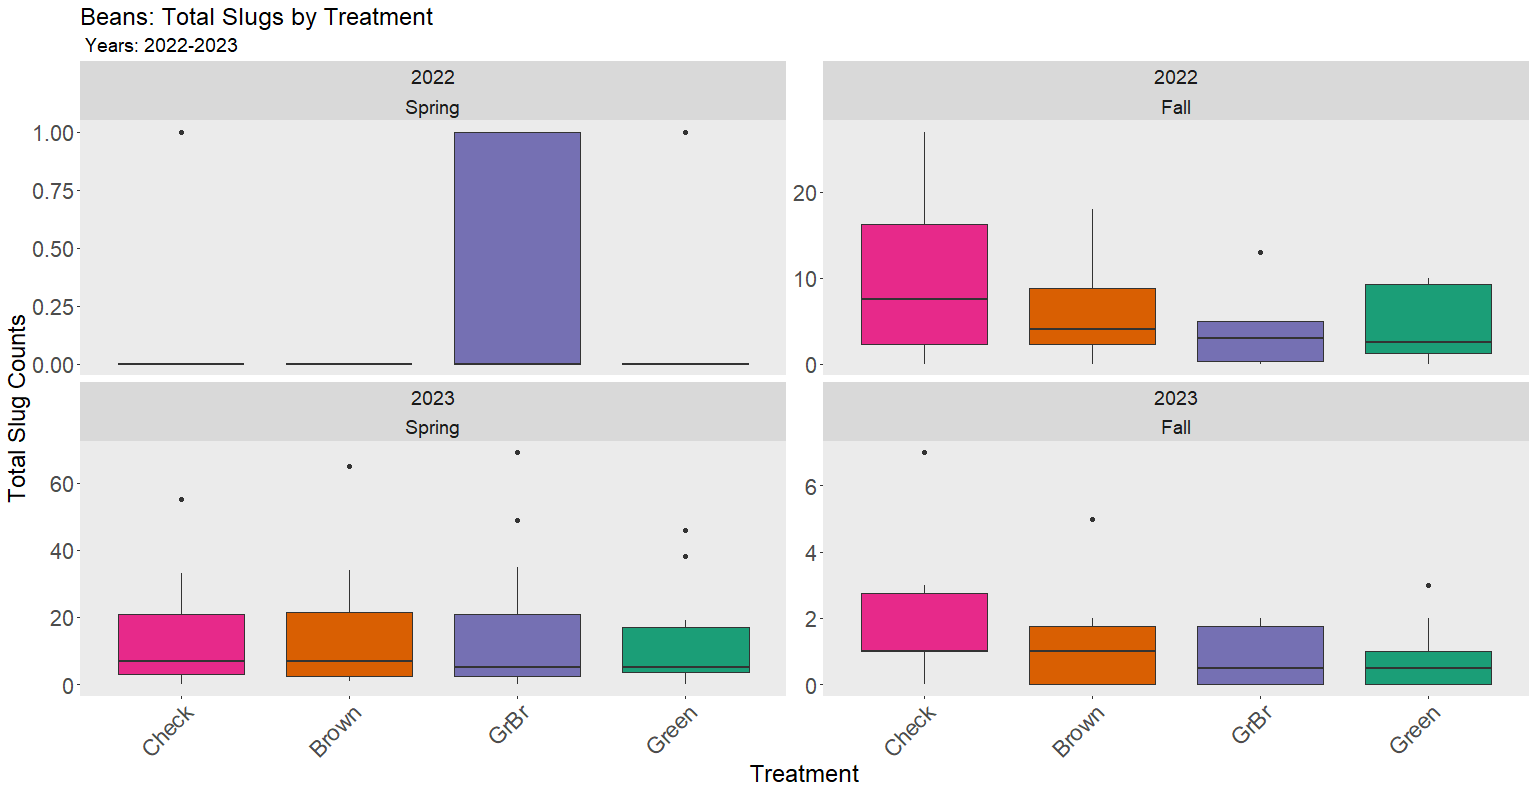 Beans: Total Slugs by Treatment
Years: 2022-2023
2022
Spring
2022
Fall
1.00
0.75
0.50
0.25
0.00
20
10
0
Total Slug Counts
2023
Spring
2023
Fall
60
40
20
0
6
4
2
0
Check
Brown
GrBr
Green
Check
Brown
GrBr
Green
Treatment